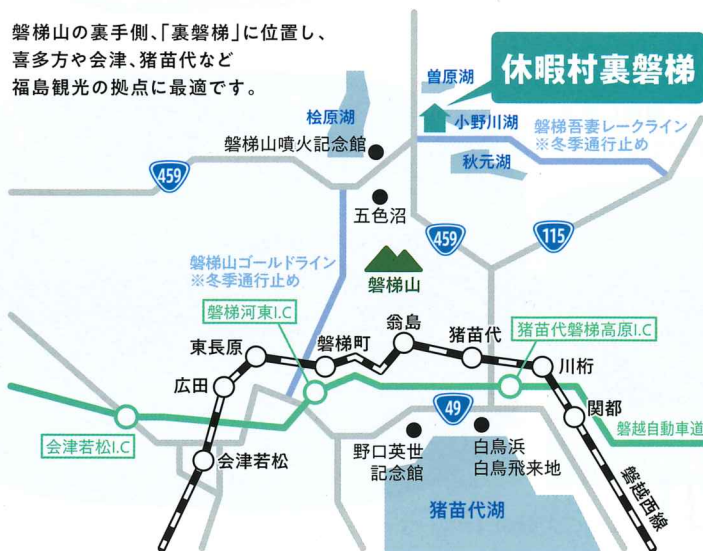 磐梯山の裏手側、「裏磐梯」に位置し、
喜多方や会津、猪苗代など
福島観光の拠点に最適です。
休暇村裏磐梯
曽原湖
桧原湖
小野川湖
磐梯吾妻レークライン
※冬季通行止め
磐梯山噴火記念館
秋元湖
459
五色沼
459
115
磐梯山ゴールドライン
※冬季通行止め
磐梯山
磐梯河東I.C
翁島
猪苗代
猪苗代磐梯高原I.C
東長原
磐梯町
川桁
広田
49
関都
会津若松I.C
会津若松
野口英世
記念館
白鳥浜
白鳥飛来地
磐越自動車道
猪苗代湖
磐越西線